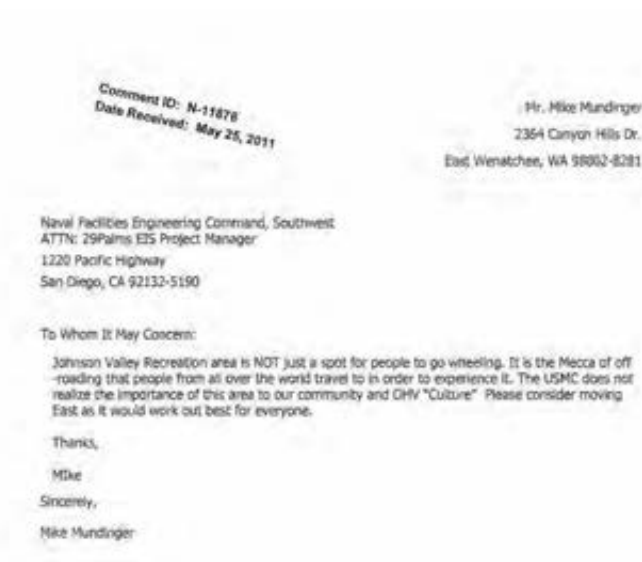 Comment ID: N-11876
Date Received: May 25, 2011
Mr. Mike Mundinger
2364 Canyon Hills Dr.
East Wenatchee, WA 98802-8281
Naval Facilities Engineering Command, Southwest
ATTN: 29Palms EIS Project Manager
1220 Pacific Highway
San Diego, CA 92132-5190
To Whom It May Concern:
Johnson Valley Recreation area is NOT just a spot for people to go wheeling. It is the Mecca of off
-roading that people from all over the world travel to in order to experience it. The USMC does not
realize the importance of this area to our community and OHV "Culture" Please consider moving
East as it would work out best for everyone.
Thanks,
MIke
Sincerely,
Mike Mundinger